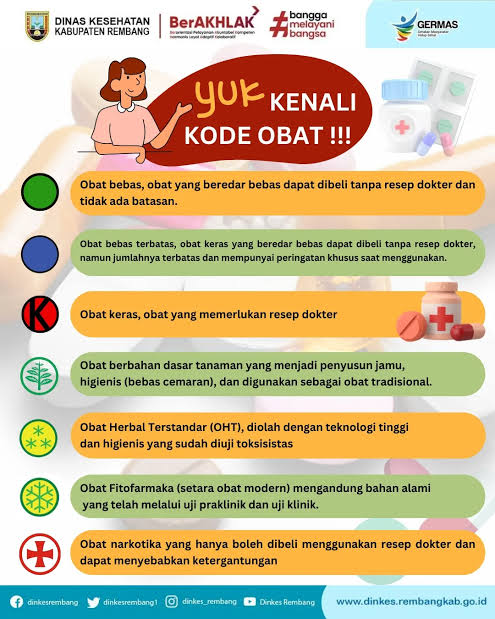 DINAS KESEHATAN
KABUPATEN REMBANG
BerAKHLAK
#bangga
melayani
bangsa
GERMAS
YUK KENALI
KODE OBAT !!!
Obat bebas, obat yang beredar bebas dapat dibeli tanpa resep dokter dan
tidak ada batasan.
Obat bebas terbatas, obat keras yang beredar bebas dapat dibeli tanpa resep dokter,
namun jumlahnya terbatas dan mempunyai peringatan khusus saat menggunakan.
K
Obat keras, obat yang memerlukan resep dokter
Obat berbahan dasar tanaman yang menjadi penyusun jamu,
higienis (bebas cemaran), dan digunakan sebagai obat tradisional.
Obat Herbal Terstandar (OHT), diolah dengan teknologi tinggi
dan higienis yang sudah diuji toksisistas
Obat Fitofarmaka (setara obat modern) mengandung bahan alami
yang telah melalui uji praklinik dan uji klinik.
Obat narkotika yang hanya boleh dibeli menggunakan resep dokter dan
dapat menyebabkan ketergantungan
dinkesrembang
dinkesrembang1
dinkes_rembang
Dinkes Rembang
www.dinkes.rembangkab.go.id